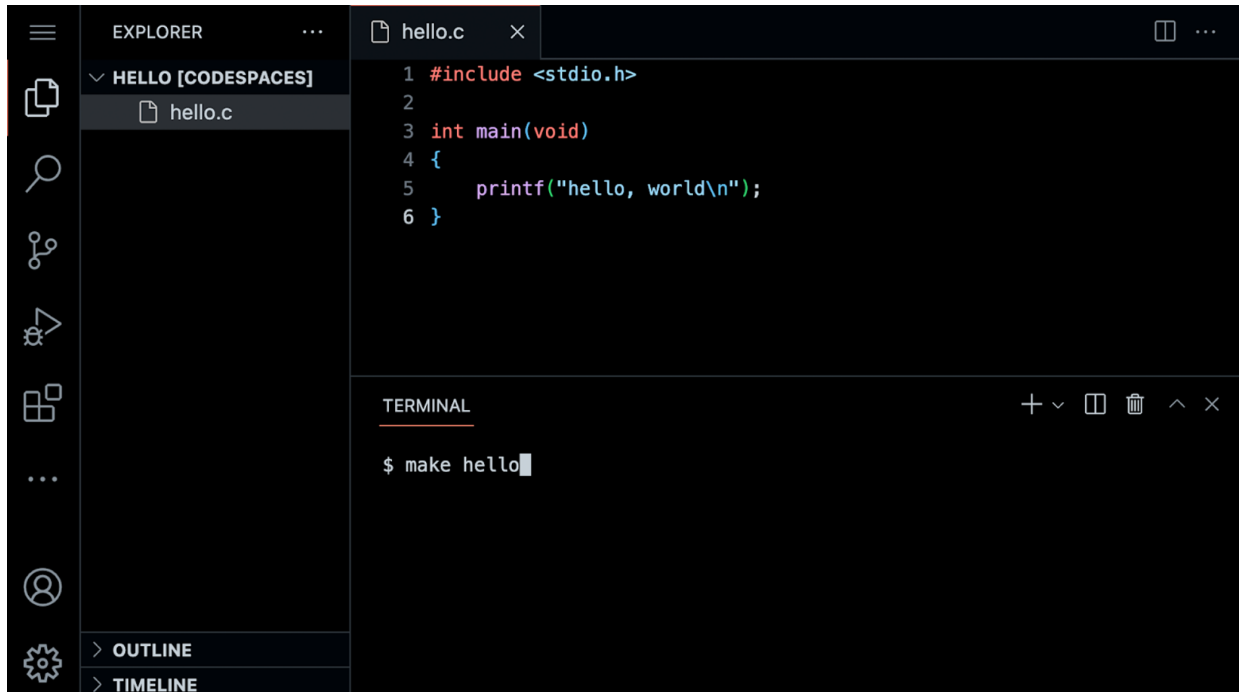 EXPLORER
HELLO [CODESPACES]
hello.c
OUTLINE
TIMELINE
hello.c
1 #include <stdio.h>
2
3 int main(void)
4 {
5     printf("hello, world\n");
6 }
TERMINAL
$ make hello